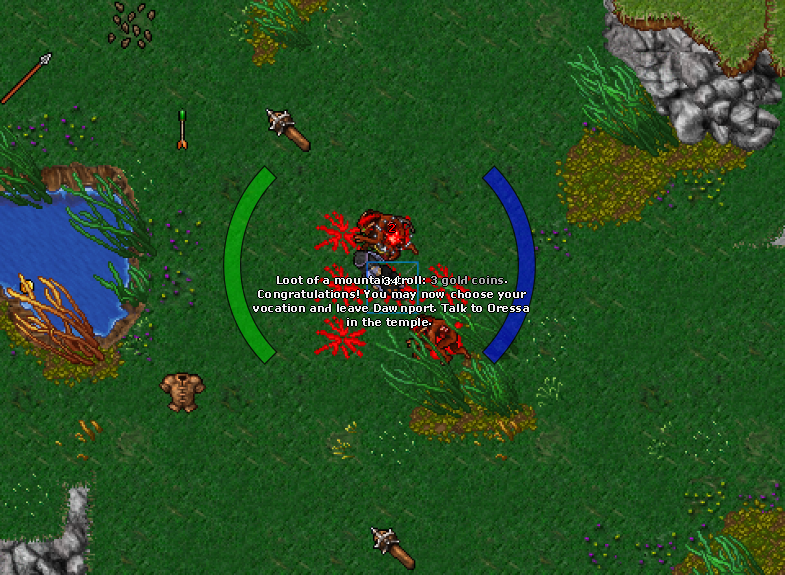 Loot of a mountain troll: 3 gold coins.
34
Congratulations! You may now choose your
vocation and leave Dawnport. Talk to Oressa
in the temple.